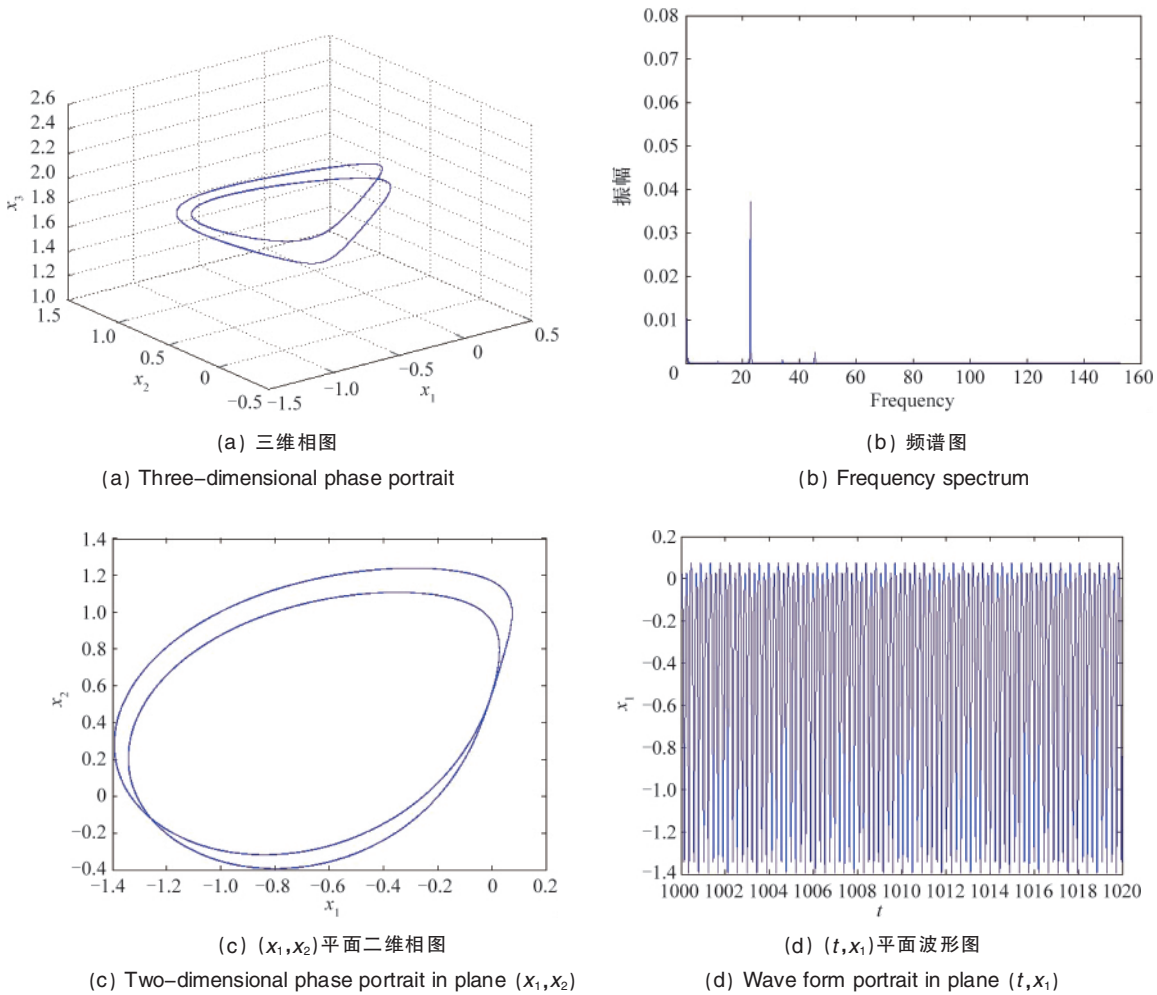 2.6
2.4
2.2
2.0
1.8
1.6
1.4
1.2
1.0
x3
1.5
1.0
0.5
0
−0.5
x2
−1.5
−1.0
−0.5
0
0.5
x1
(a) 三维相图
(a) Three-dimensional phase portrait
0.08
0.07
0.06
0.05
0.04
0.03
0.02
0.01
振幅
0 20 40 60 80 100 120 140 160
Frequency
(b) 频谱图
(b) Frequency spectrum
1.4
1.2
1.0
0.8
0.6
0.4
0.2
0
−0.2
−0.4
x2
−1.4 −1.2 −1.0 −0.8 −0.6 −0.4 −0.2 0 0.2
x1
(c) (x1,x2)平面二维相图
(c) Two-dimensional phase portrait in plane (x1,x2)
0.2
0
−0.2
−0.4
−0.6
−0.8
−1.0
−1.2
−1.4
x1
1000 1002 1004 1006 1008 1010 1012 1014 1016 1018 1020
t
(d) (t,x1)平面波形图
(d) Wave form portrait in plane (t,x1)